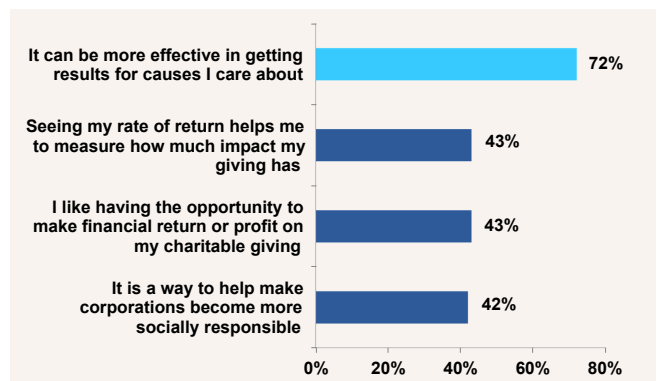 It can be more effective in getting
results for causes I care about
72%
Seeing my rate of return helps me
to measure how much impact my
giving has
43%
I like having the opportunity to
make financial return or profit on
my charitable giving
43%
It is a way to help make
corporations become more
socially responsible
42%
0% 20% 40% 60% 80%